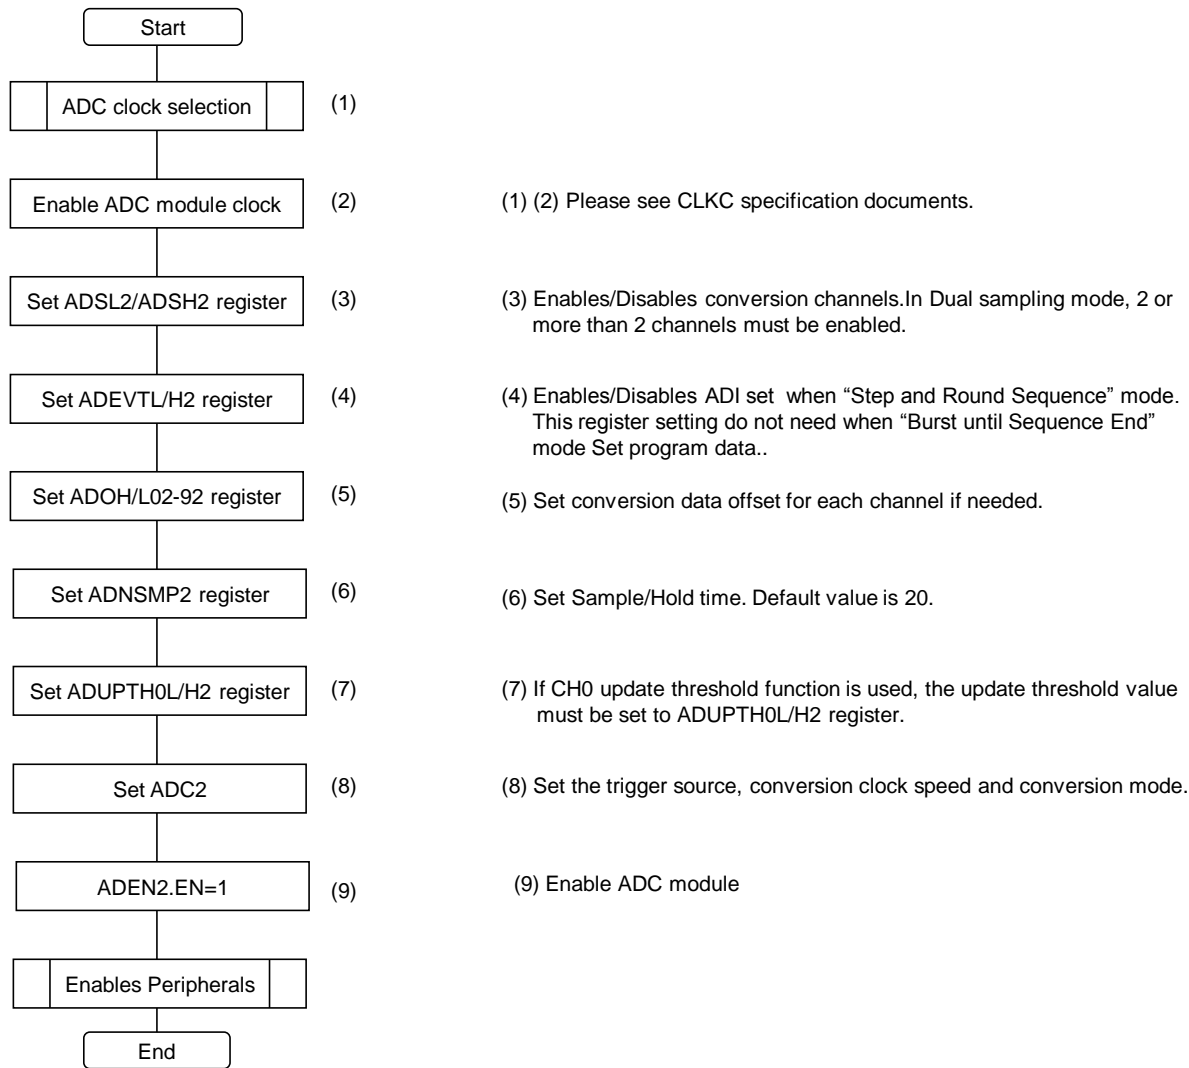 Start
ADC clock selection
(1)
Enable ADC module clock
(2)
(1) (2) Please see CLKC specification documents.
Set ADSL2/ADSH2 register
(3)
(3) Enables/Disables conversion channels.In Dual sampling mode, 2 or
more than 2 channels must be enabled.
Set ADEVTL/H2 register
(4)
(4) Enables/Disables ADI set when “Step and Round Sequence” mode.
This register setting do not need when “Burst until Sequence End”
mode Set program data..
Set ADOH/L02-92 register
(5)
(5) Set conversion data offset for each channel if needed.
Set ADNSMP2 register
(6)
(6) Set Sample/Hold time. Default value is 20.
Set ADUPTH0L/H2 register
(7)
(7) If CH0 update threshold function is used, the update threshold value
must be set to ADUPTH0L/H2 register.
Set ADC2
(8)
(8) Set the trigger source, conversion clock speed and conversion mode.
ADEN2.EN=1
(9)
(9) Enable ADC module
Enables Peripherals
End